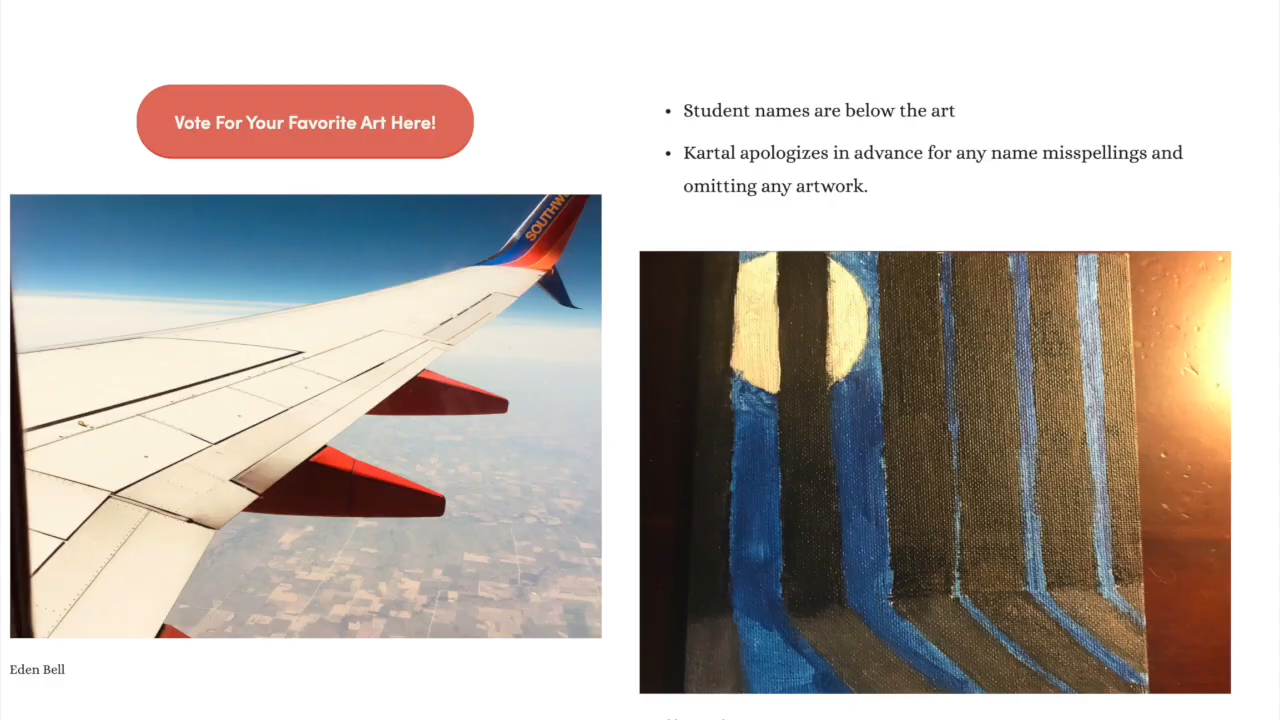 Vote For Your Favorite Art Here!
• Student names are below the art
• Kartal apologizes in advance for any name misspellings and
omitting any artwork.
SOUTHW
Eden Bell